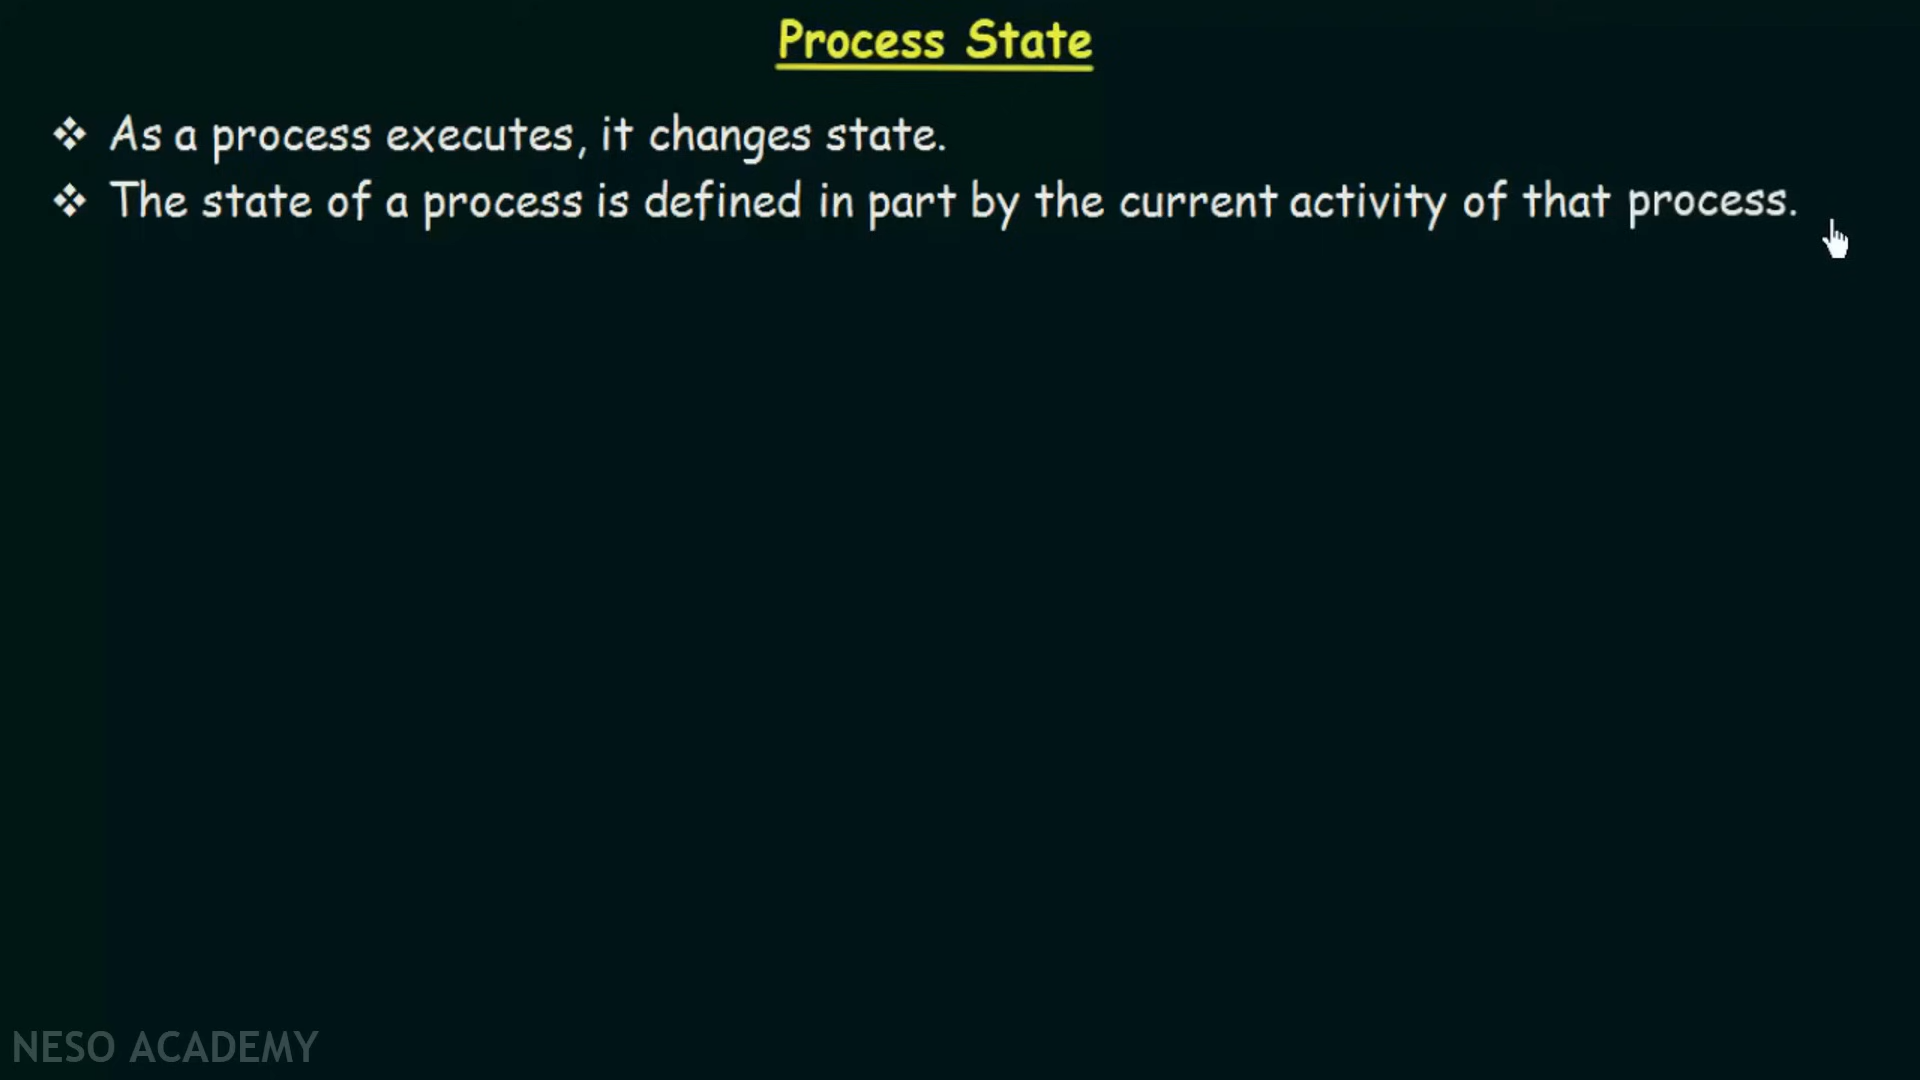 Process State
❖ As a process executes, it changes state.
❖ The state of a process is defined in part by the current activity of that process.
NESO ACADEMY